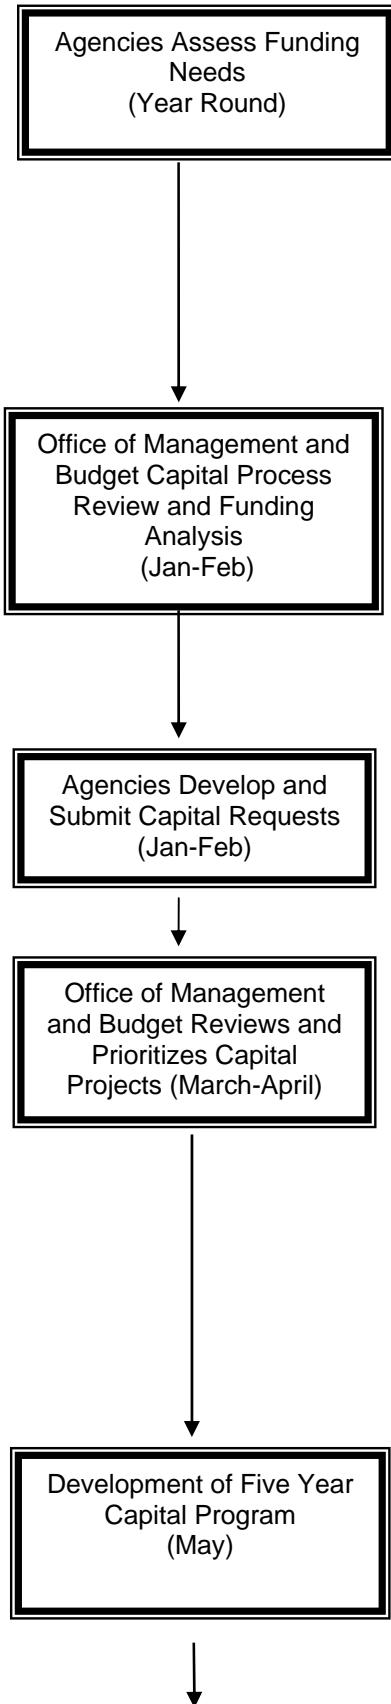 Agencies Assess Funding
Needs
(Year Round)
Office of Management and
Budget Capital Process
Review and Funding
Analysis
(Jan-Feb)
Agencies Develop and
Submit Capital Requests
(Jan-Feb)
Office of Management
and Budget Reviews and
Prioritizes Capital
Projects (March-April)
Development of Five Year
Capital Program
(May)